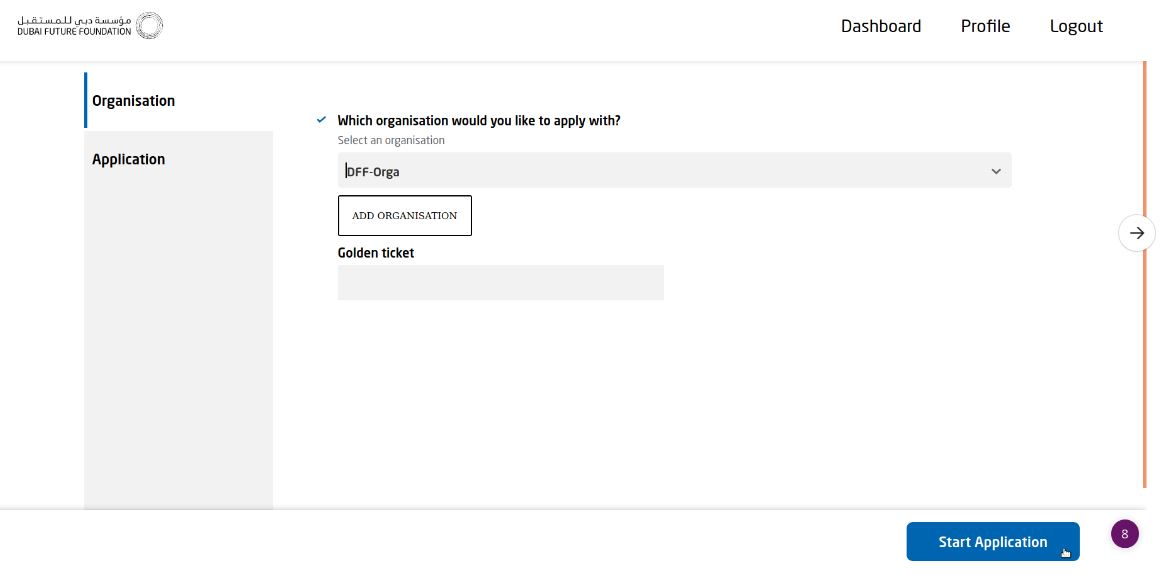 مؤسسة دبي للمستقبل
DUBAI FUTURE FOUNDATION
Dashboard Profile Logout
Organisation
Application
Which organisation would you like to apply with?
Select an organisation
DFF-Orga
ADD ORGANISATION
Golden ticket
Start Application
8